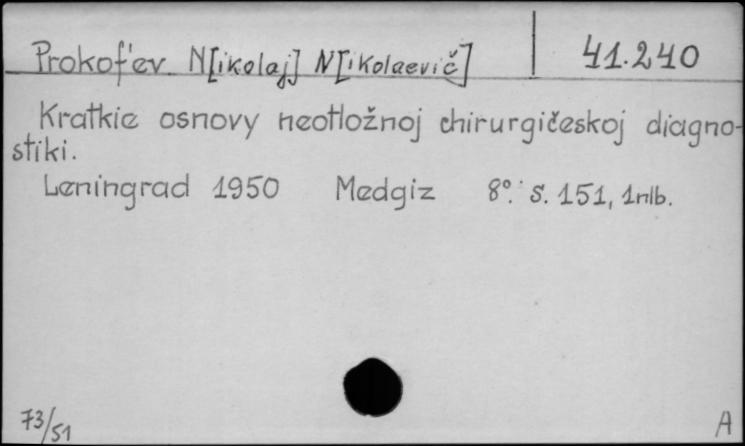 Prokof'ev N[ikolaj] N[ikolaevič] 41.240
Kratkie osnovy neotložnoj chirurgičeskoj diagno-
stiki.
Leningrad 1950 Medgiz 8°. S. 151, 1nlb.
73/51 A